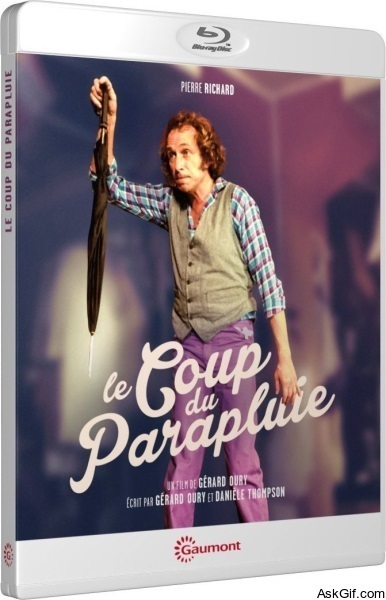 Blu-ray Disc
PIERRE RICHARD
LE COUP DU PARAPLUIE
le Coup
du
Parapluie
UN FILM DE GÉRARD OURY
ÉCRIT PAR GÉRARD OURY ET DANIÈLE THOMPSON
Gaumont
AskGif.com